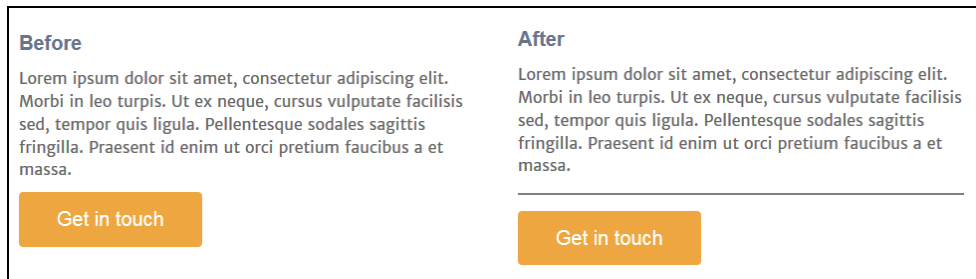 Before
Lorem ipsum dolor sit amet, consectetur adipiscing elit.
Morbi in leo turpis. Ut ex neque, cursus vulputate facilisis
sed, tempor quis ligula. Pellentesque sodales sagittis
fringilla. Praesent id enim ut orci pretium faucibus a et
massa.
Get in touch
After
Lorem ipsum dolor sit amet, consectetur adipiscing elit.
Morbi in leo turpis. Ut ex neque, cursus vulputate facilisis
sed, tempor quis ligula. Pellentesque sodales sagittis
fringilla. Praesent id enim ut orci pretium faucibus a et
massa.
Get in touch